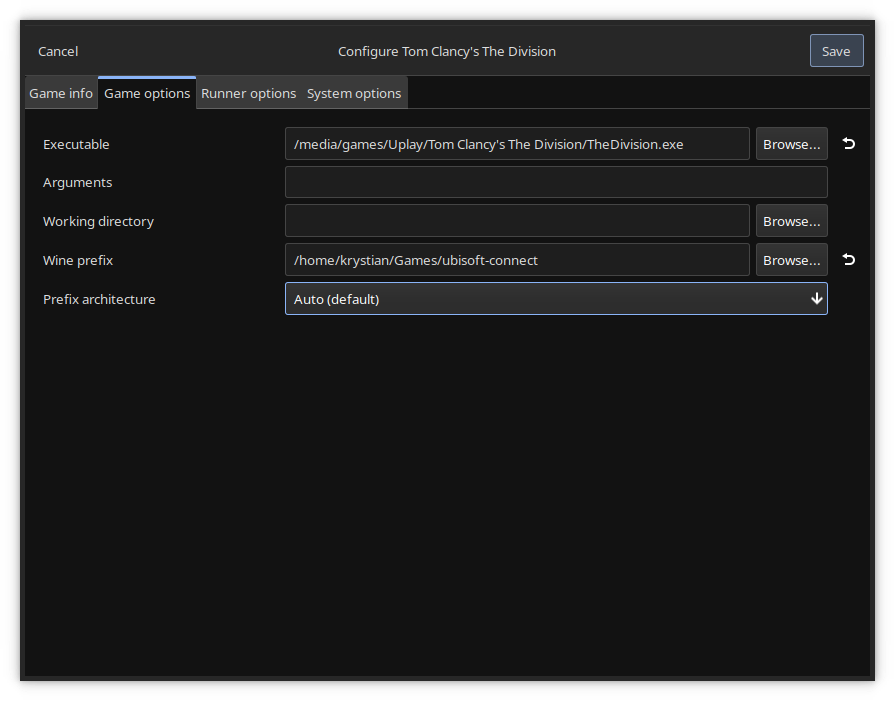 Cancel Configure Tom Clancy's The Division Save
Game info Game options Runner options System options
Executable /media/games/Uplay/Tom Clancy's The Division/TheDivision.exe Browse...
Arguments
Working directory Browse...
Wine prefix /home/krystian/Games/ubisoft-connect Browse...
Prefix architecture Auto (default)